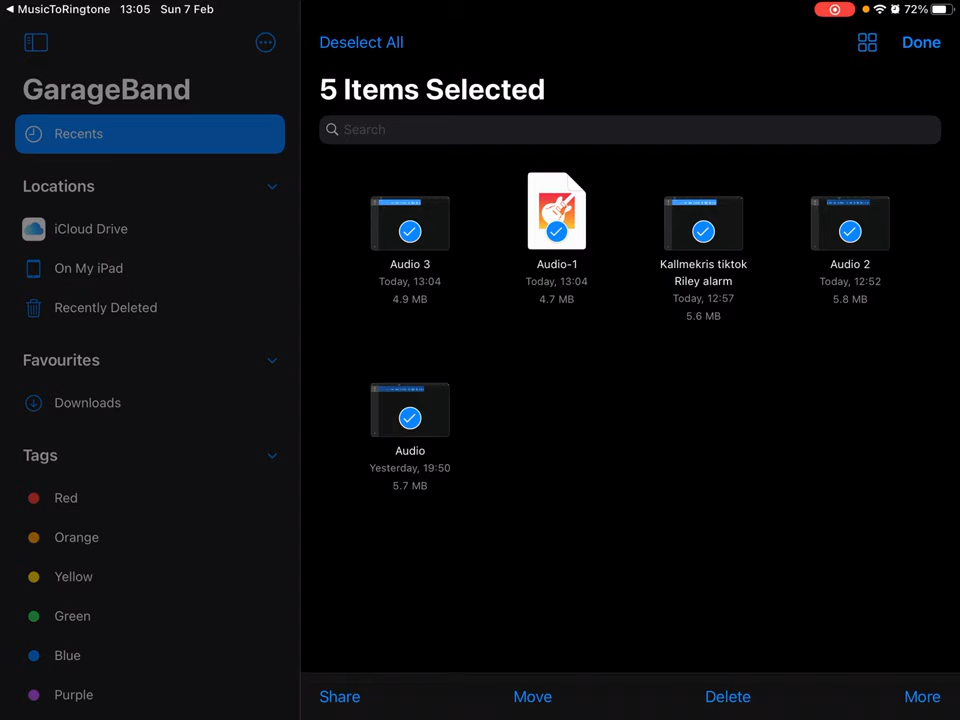 MusicToRingtone 13:05 Sun 7 Feb
72%
GarageBand
Recents
Locations
iCloud Drive
On My iPad
Recently Deleted
Favourites
Downloads
Tags
Red
Orange
Yellow
Green
Blue
Purple
Deselect All
Done
5 Items Selected
Search
Audio 3
Today, 13:04
4.9 MB
Audio-1
Today, 13:04
4.7 MB
Kallmekris tiktok
Riley alarm
Today, 12:57
5.6 MB
Audio 2
Today, 12:52
5.8 MB
Audio
Yesterday, 19:50
5.7 MB
Share
Move
Delete
More